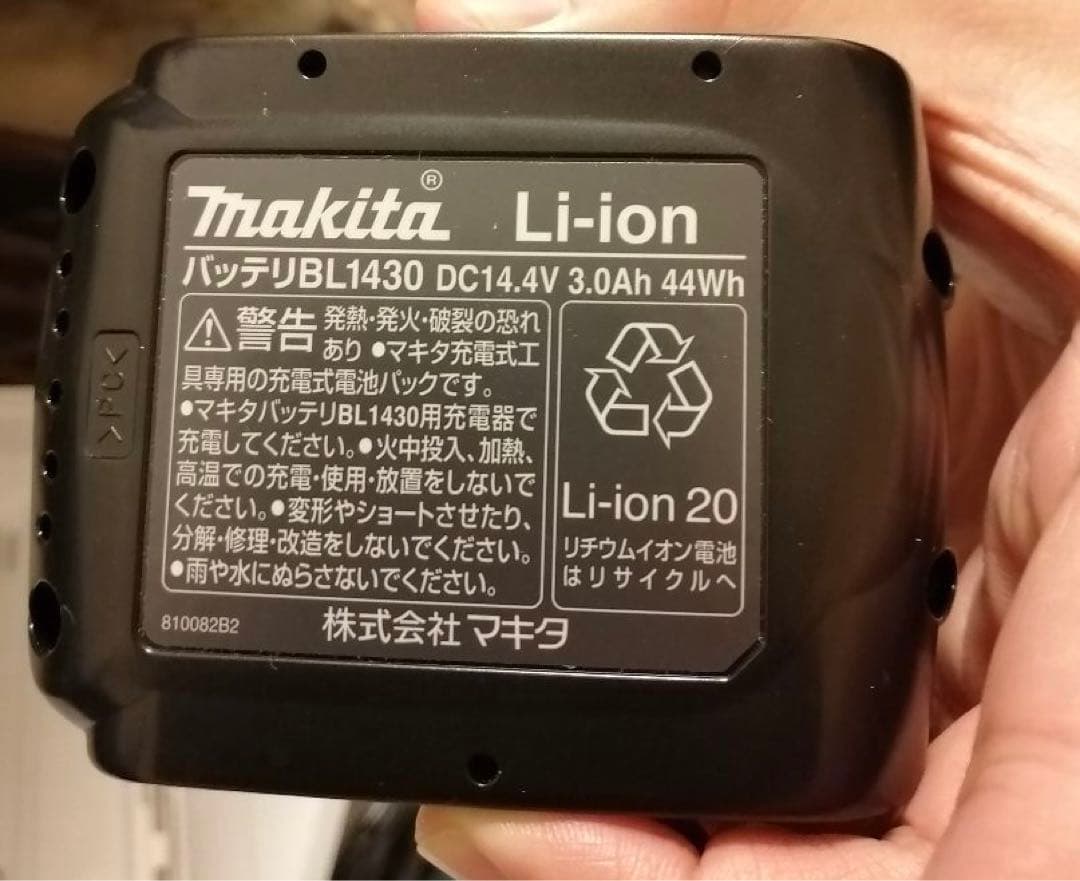 makita® Li-ion
バッテリBL1430 DC14.4V 3.0Ah 44Wh
警告 発熱・発火・破裂の恐れ
あり ●マキタ充電式工
具専用の充電式電池パックです。
●マキタバッテリBL1430用充電器で
充電してください。●火中投入、加熱、
高温での充電・使用・放置をしないで
ください。●変形やショートさせたり、
分解・修理・改造をしないでください。
●雨や水にぬらさないでください。
Li-ion 20
リチウムイオン電池
はリサイクルへ
810082B2
株式会社マキタ
>PC<